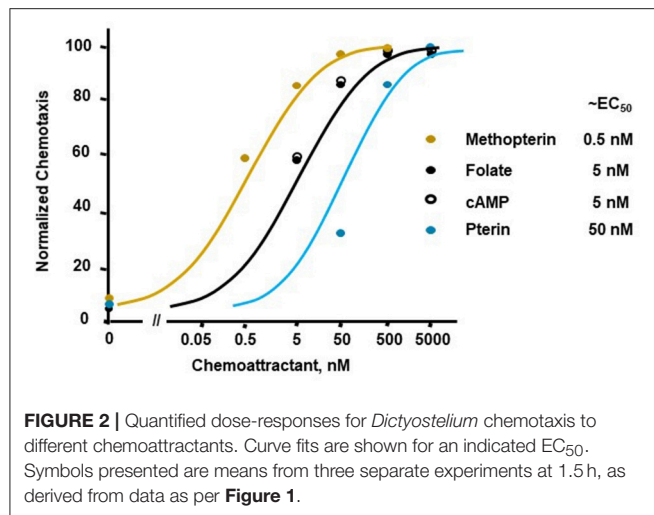 100
80
60
40
20
0
Normalized Chemotaxis
~EC50
Methopterin 0.5 nM
Folate 5 nM
cAMP 5 nM
Pterin 50 nM
0 // 0.05 0.5 5 50 500 5000
Chemoattractant, nM
FIGURE 2 | Quantified dose-responses for Dictyostelium chemotaxis to
different chemoattractants. Curve fits are shown for an indicated EC50.
Symbols presented are means from three separate experiments at 1.5 h, as
derived from data as per Figure 1.